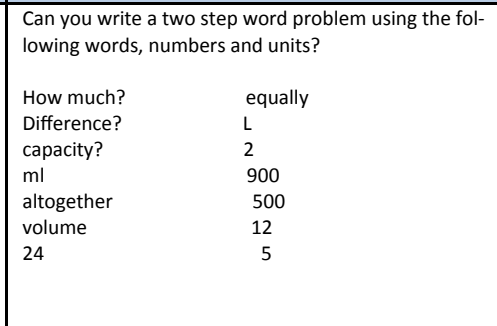 Can you write a two step word problem using the fol-
lowing words, numbers and units?
How much? equally
Difference? L
capacity? 2
ml 900
altogether 500
volume 12
24 5